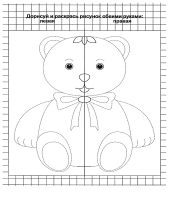 Дорисуй и раскрась рисунок обеими руками:
левая правая